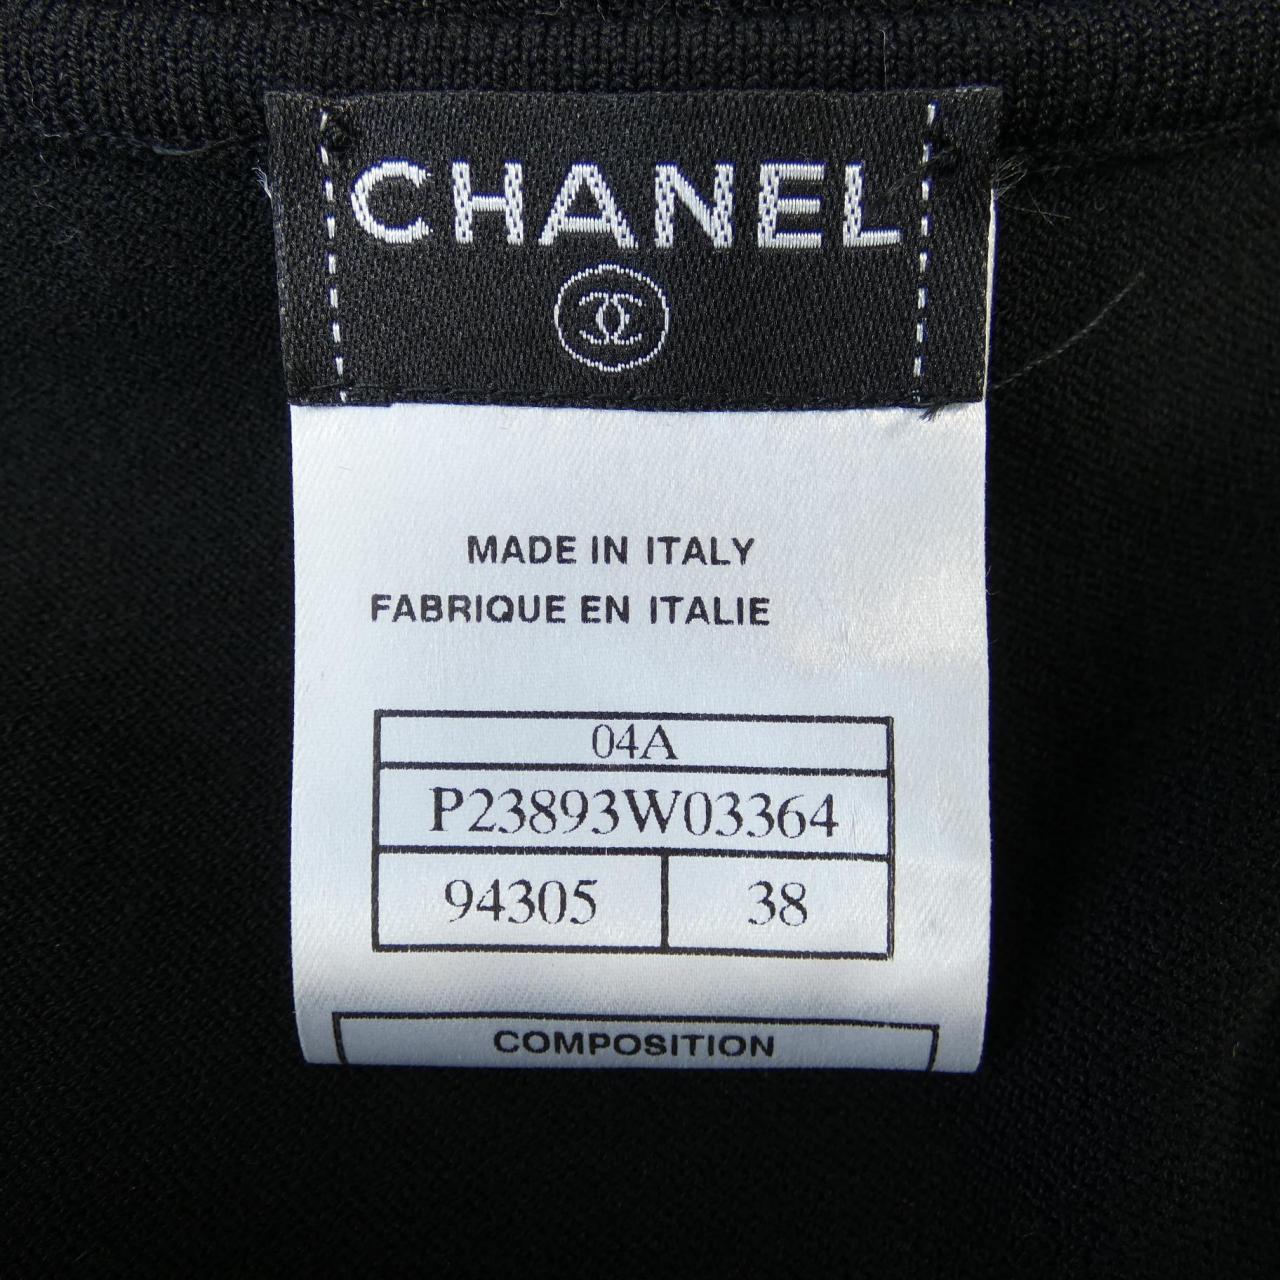 CHANEL
MADE IN ITALY
FABRIQUE EN ITALIE
04A
P23893W03364
94305 38
COMPOSITION